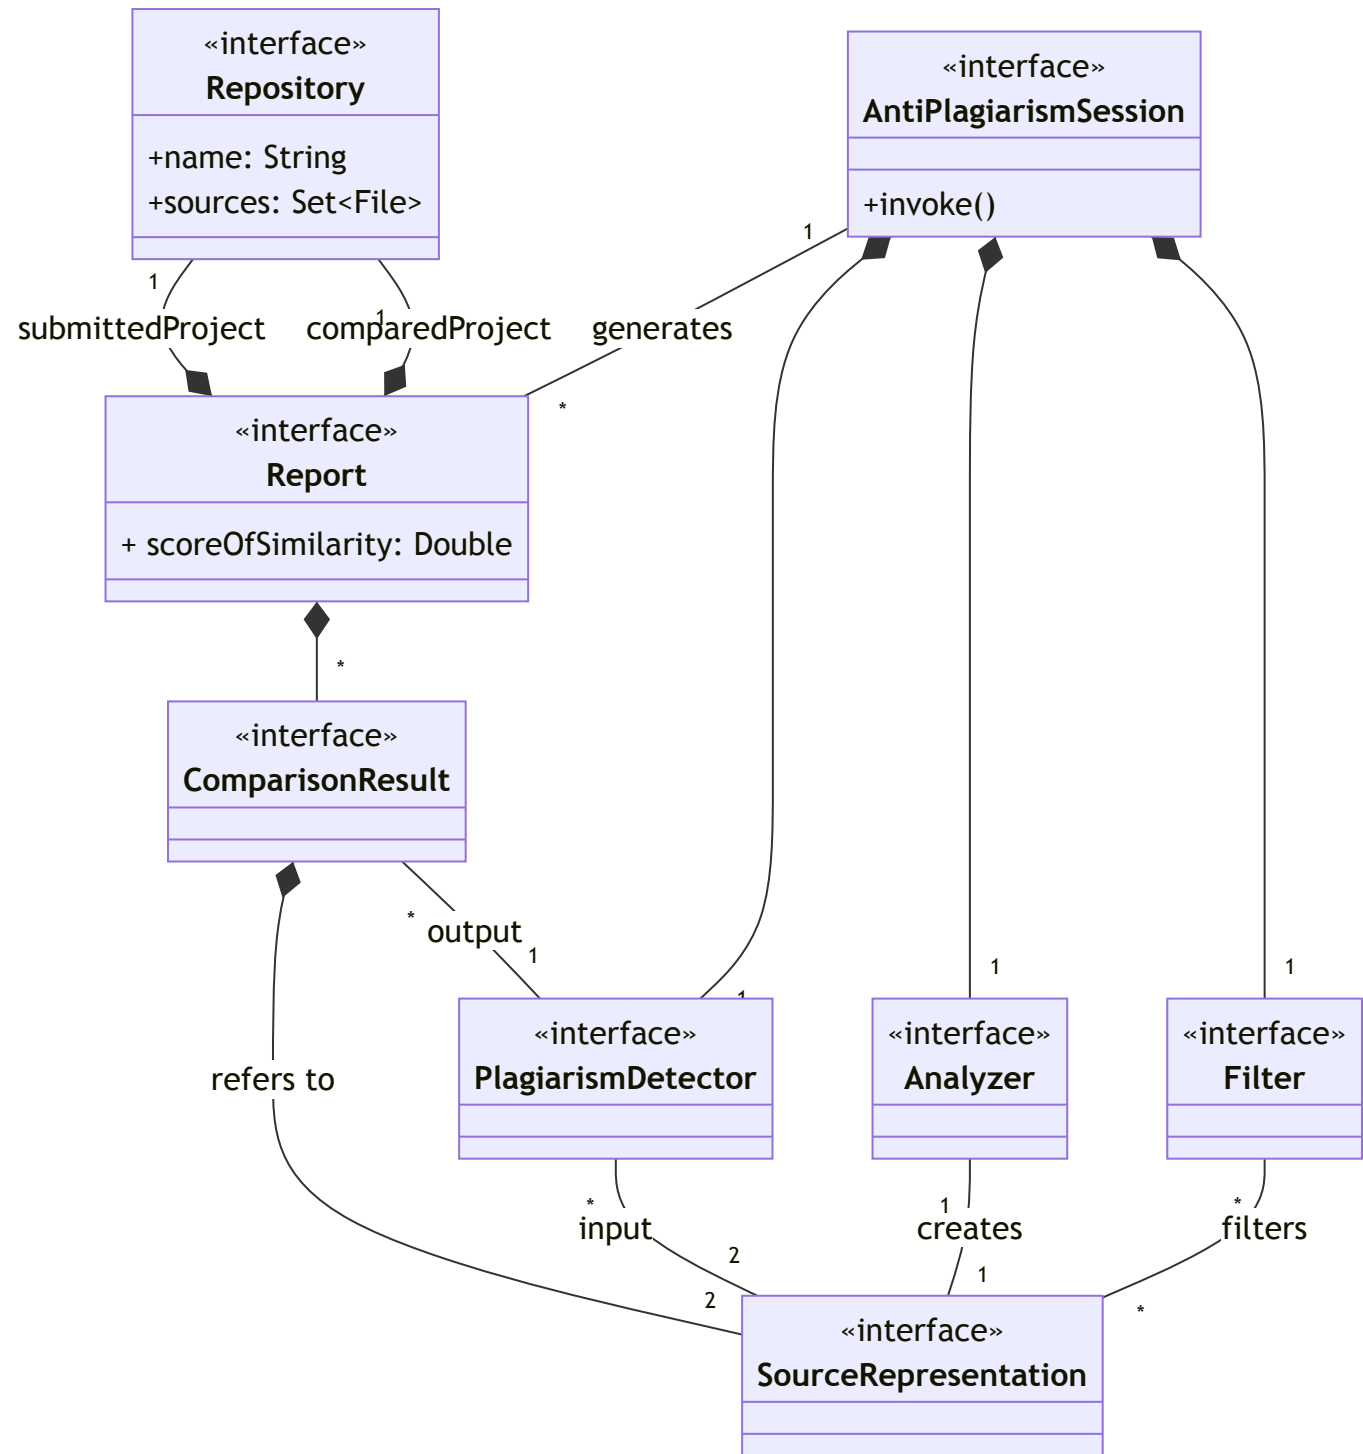 «interface»
Repository
+name: String
+sources: Set<File>
«interface»
AntiPlagiarismSession
+invoke()
1
1
submittedProject
1
comparedProject
generates
*
«interface»
Report
+ scoreOfSimilarity: Double
*
«interface»
ComparisonResult
*
output
1
1
1
1
refers to
«interface»
PlagiarismDetector
«interface»
Analyzer
«interface»
Filter
*
input
2
1
creates
1
*
filters
*
2
«interface»
SourceRepresentation